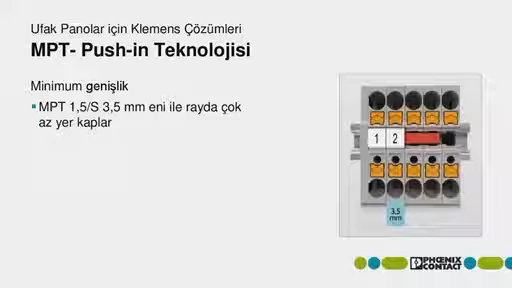 Ufak Panolar için Klemens Çözümleri
MPT- Push-in Teknolojisi
Minimum genişlik
MPT 1,5/S 3,5 mm eni ile rayda çok
az yer kaplar
1 2
3,5
mm
PHŒNIX
CONTACT